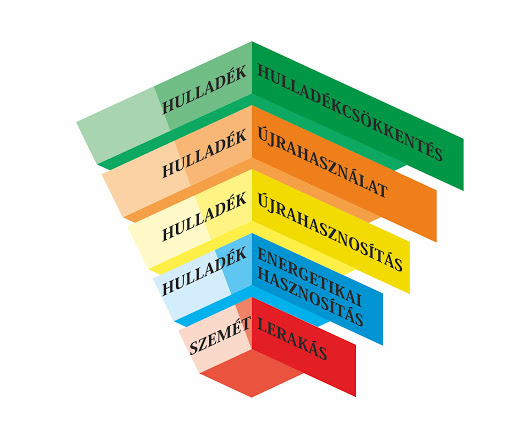 HULLADÉK HULLADÉKCSÖKKENTÉS
HULLADÉK ÚJRAHASZNÁLAT
HULLADÉK ÚJRAHASZNOSÍTÁS
HULLADÉK ENERGETIKAI
HASZNOSÍTÁS
SZEMÉT LERAKÁS